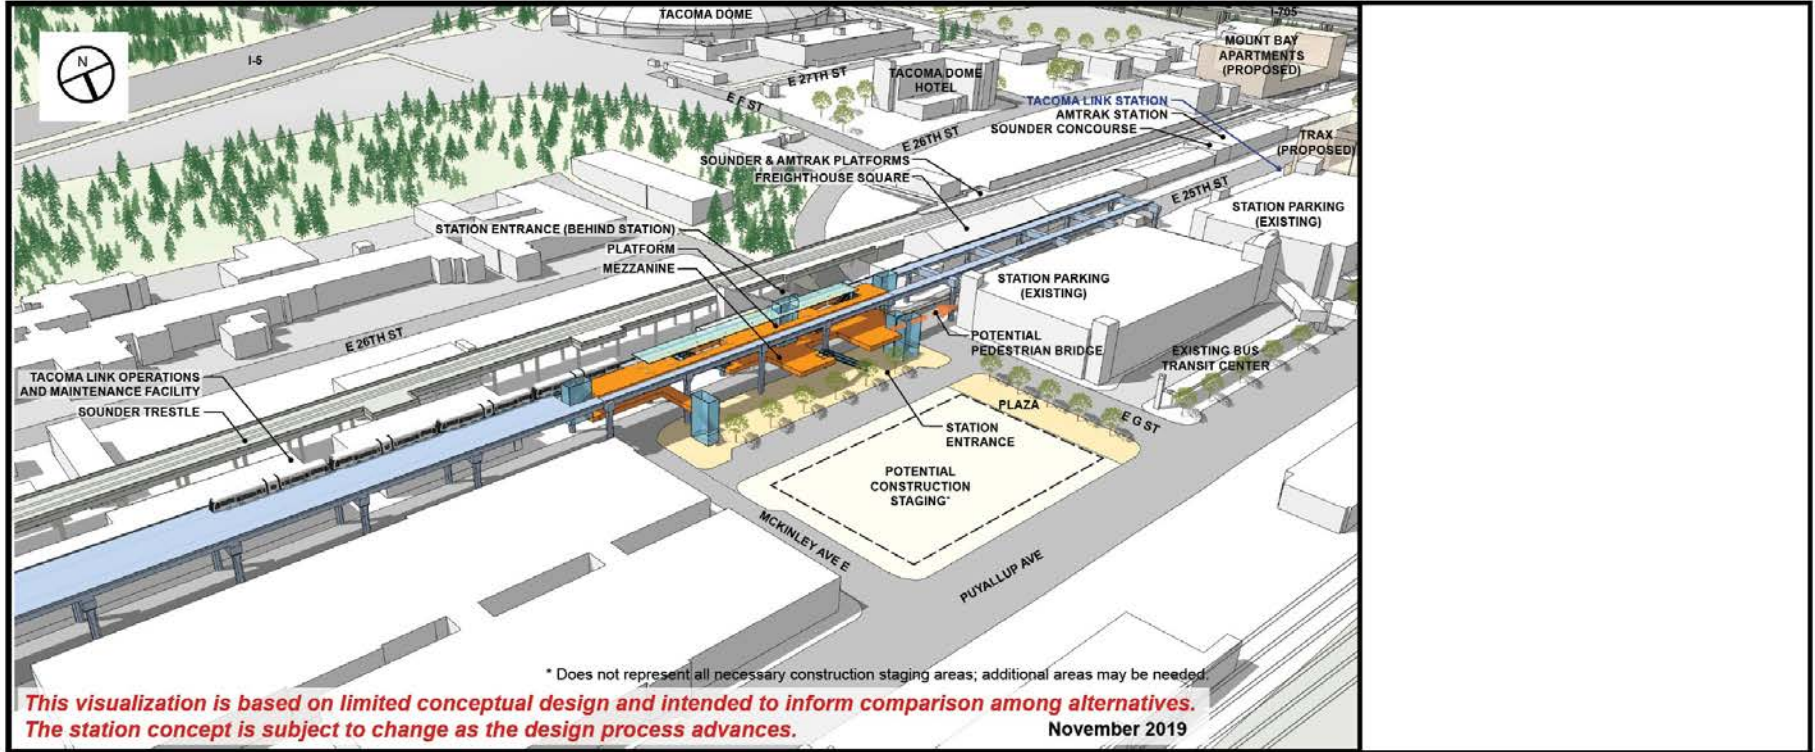 TACOMA DOME
I-705
N
I-5
MOUNT BAY
APARTMENTS
(PROPOSED)
E 27TH ST
TACOMA DOME
HOTEL
E F ST
TACOMA LINK STATION
AMTRAK STATION
SOUNDER CONCOURSE
E 26TH ST
TRAX
(PROPOSED)
SOUNDER & AMTRAK PLATFORMS
FREIGHTHOUSE SQUARE
E 25TH ST
STATION PARKING
(EXISTING)
STATION ENTRANCE (BEHIND STATION)
PLATFORM
MEZZANINE
STATION PARKING
(EXISTING)
E 26TH ST
POTENTIAL
PEDESTRIAN BRIDGE
EXISTING BUS
TRANSIT CENTER
TACOMA LINK OPERATIONS
AND MAINTENANCE FACILITY
SOUNDER TRESTLE
PLAZA
E G ST
STATION
ENTRANCE
POTENTIAL
CONSTRUCTION
STAGING*
MCKINLEY AVE E
PUYALLUP AVE
* Does not represent all necessary construction staging areas; additional areas may be needed.
This visualization is based on limited conceptual design and intended to inform comparison among alternatives.
The station concept is subject to change as the design process advances.
November 2019